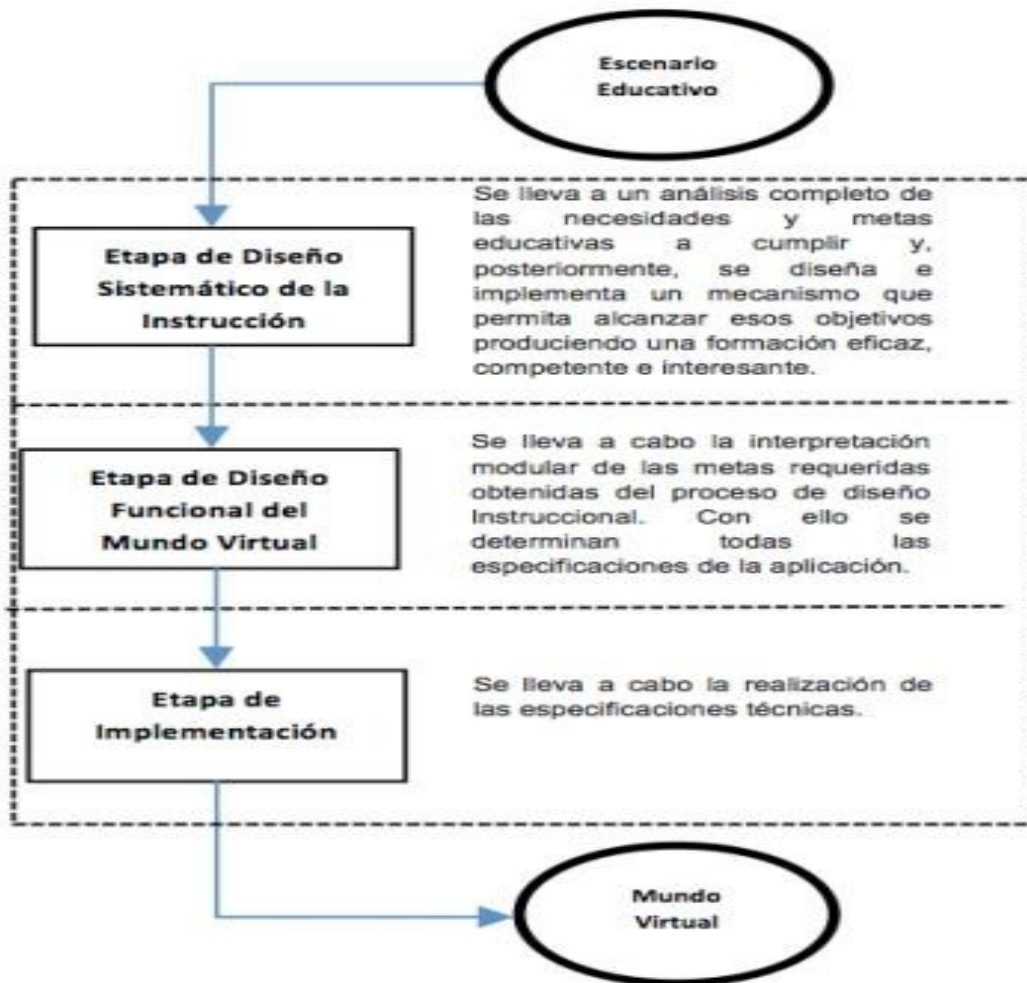 Escenario
Educativo
Etapa de Diseño
Sistemático de la
Instrucción
Se lleva a un análisis completo de
las necesidades y metas
educativas a cumplir y,
posteriormente, se diseña e
implementa un mecanismo que
permita alcanzar esos objetivos
produciendo una formación eficaz,
competente e interesante.
Etapa de Diseño
Funcional del
Mundo Virtual
Se lleva a cabo la interpretación
modular de las metas requeridas
obtenidas del proceso de diseño
Instruccional. Con ello se
determinan todas las
especificaciones de la aplicación.
Etapa de
Implementación
Se lleva a cabo la realización de
las especificaciones técnicas.
Mundo
Virtual